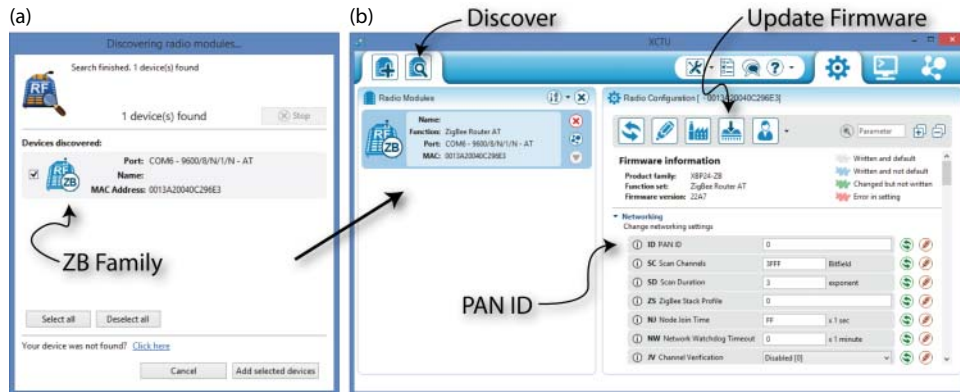 (a)
Discovering radio modules...
Search finished. 1 device(s) found
RF
1 device(s) found
Stop
Devices discovered:
RF
ZB
Port: COM6 - 9600/8/N/1/N - AT
Name:
MAC Address: 0013A20040C296E3
ZB Family
Select all
Deselect all
Your device was not found? Click here
Cancel
Add selected devices
(b)
Discover
Update Firmware
XCTU
Radio Modules
RF
ZB
Name:
Function: ZigBee Router AT
Port: COM6 - 9600/8/N/1/N - AT
MAC: 0013A20040C296E3
Radio Configuration [ - 0013A20040C296E3]
Parameter
Firmware information
Product family: XBP24-ZB
Function set: ZigBee Router AT
Firmware version: 22A7
Written and default
Written and not default
Changed but not written
Error in setting
Networking
Change networking settings
PAN ID
ID PAN ID 0
SC Scan Channels 3FFF Bitfield
SD Scan Duration 3 exponent
ZS ZigBee Stack Profile 0
NJ Node Join Time FF x 1 sec
NW Network Watchdog Timeout 0 x 1 minute
JV Channel Verification Disabled [0]